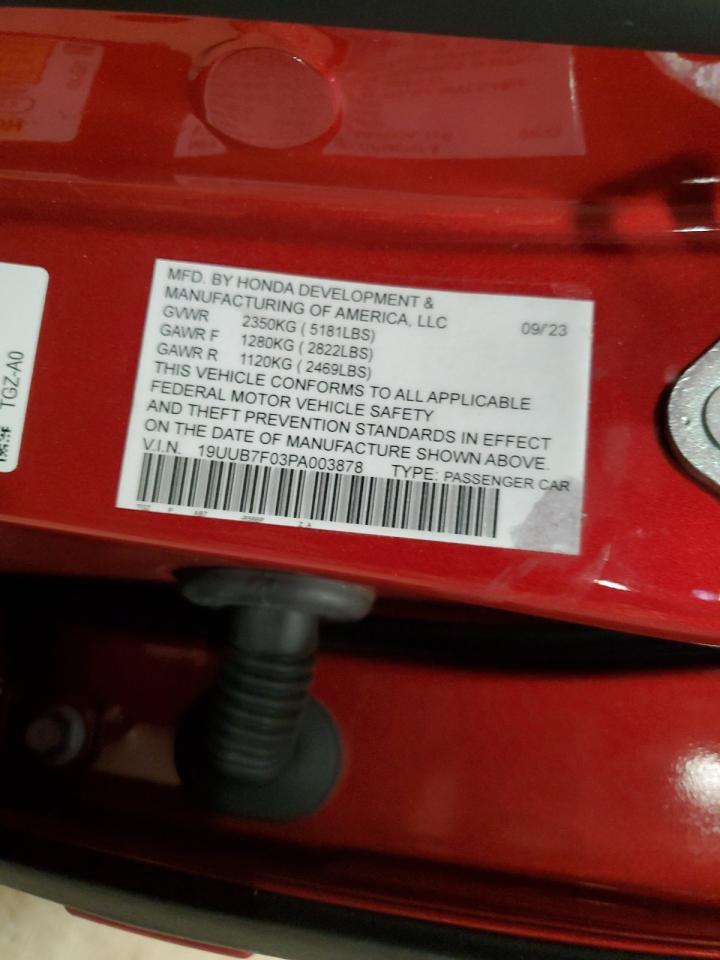 MFD. BY HONDA DEVELOPMENT &
MANUFACTURING OF AMERICA, LLC
GVWR 2350KG ( 5181LBS) 09/'23
GAWR F 1280KG ( 2822LBS)
GAWR R 1120KG ( 2469LBS)
THIS VEHICLE CONFORMS TO ALL APPLICABLE
FEDERAL MOTOR VEHICLE SAFETY
AND THEFT PREVENTION STANDARDS IN EFFECT
ON THE DATE OF MANUFACTURE SHOWN ABOVE.
V.I.N. 19UUB7F03PA003878 TYPE: PASSENGER CAR
TGZ-A0